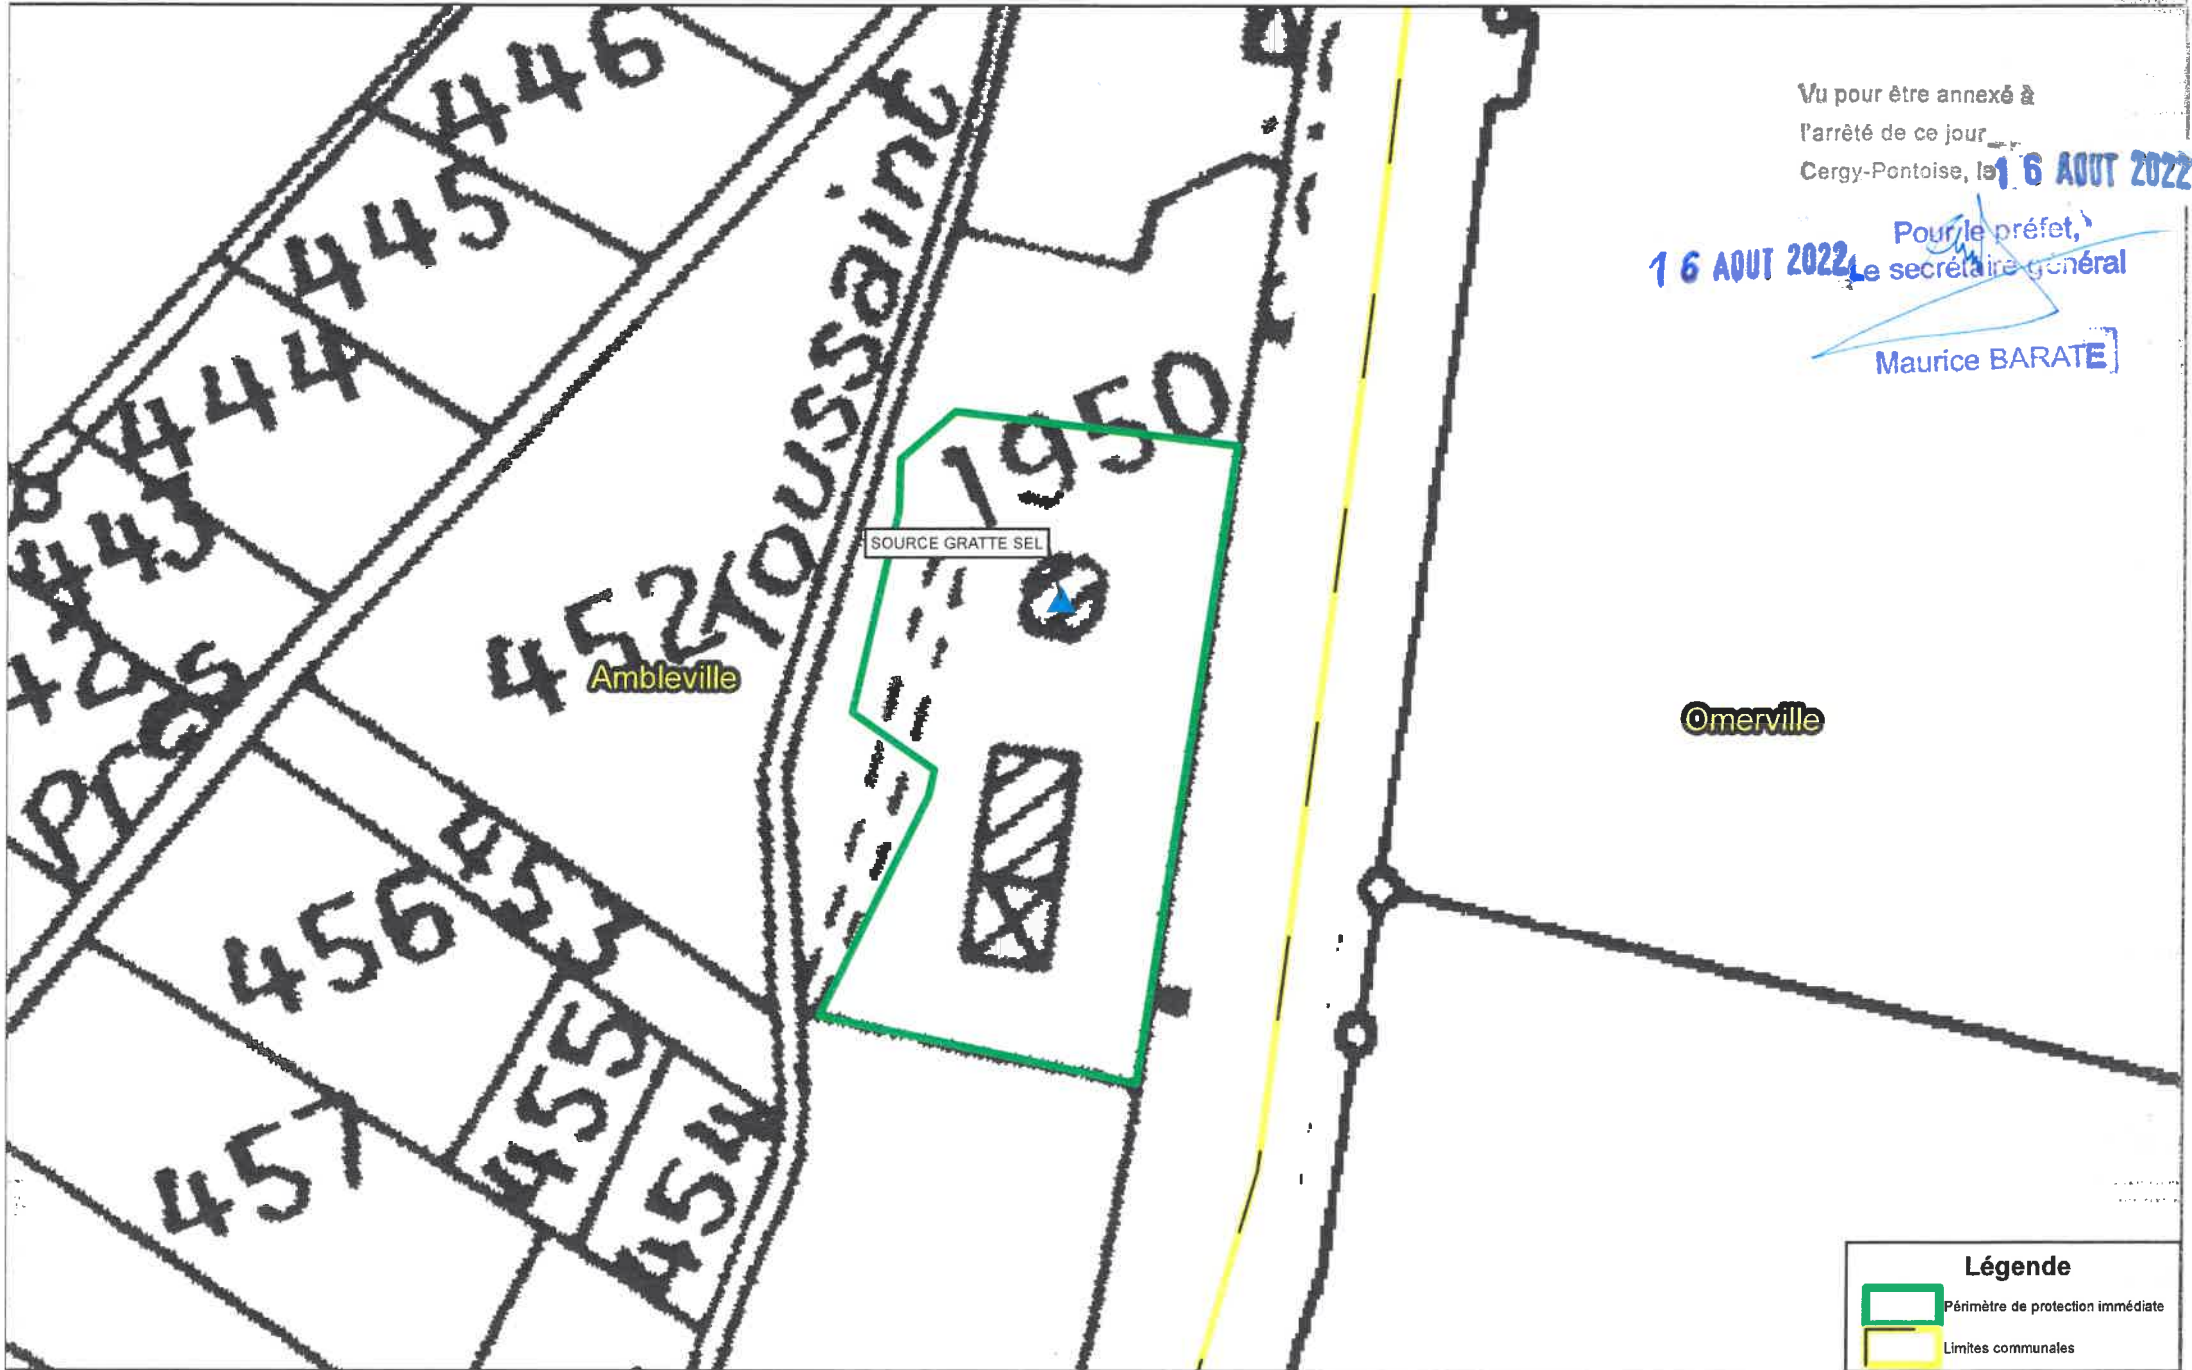 446
445
444
443
Toussaint
452
Prés
453
456
455
454
457
1950
SOURCE GRATTE SEL
Ambleville
Omerville
Vu pour être annexé à
l'arrêté de ce jour
Cergy-Pontoise, le 16 AOUT 2022
Pour le préfet,
16 AOUT 2022
Le secrétaire général
Maurice BARATE
Légende
Périmètre de protection immédiate
Limites communales